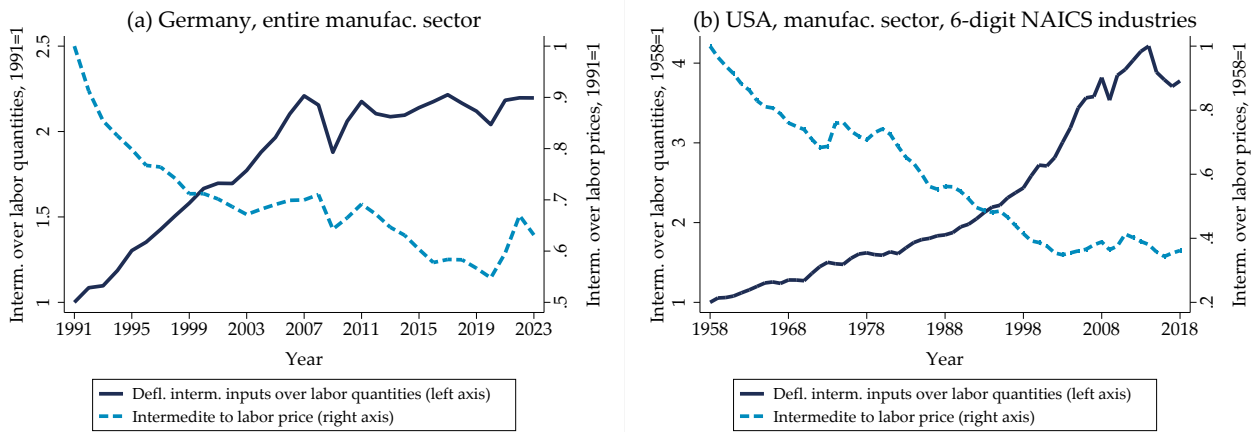 (a) Germany, entire manufac. sector
Interm. over labor quantities, 1991=1
2.5
2
1.5
1
Interm. over labor prices, 1991=1
1
.9
.8
.7
.6
.5
1991 1995 1999 2003 2007 2011 2015 2019 2023
Year
Defl. interm. inputs over labor quantities (left axis)
Intermedite to labor price (right axis)
(b) USA, manufac. sector, 6-digit NAICS industries
Interm. over labor quantities, 1958=1
4
3
2
1
Interm. over labor prices, 1958=1
1
.8
.6
.4
.2
1958 1968 1978 1988 1998 2008 2018
Year
Defl. interm. inputs over labor quantities (left axis)
Intermedite to labor price (right axis)